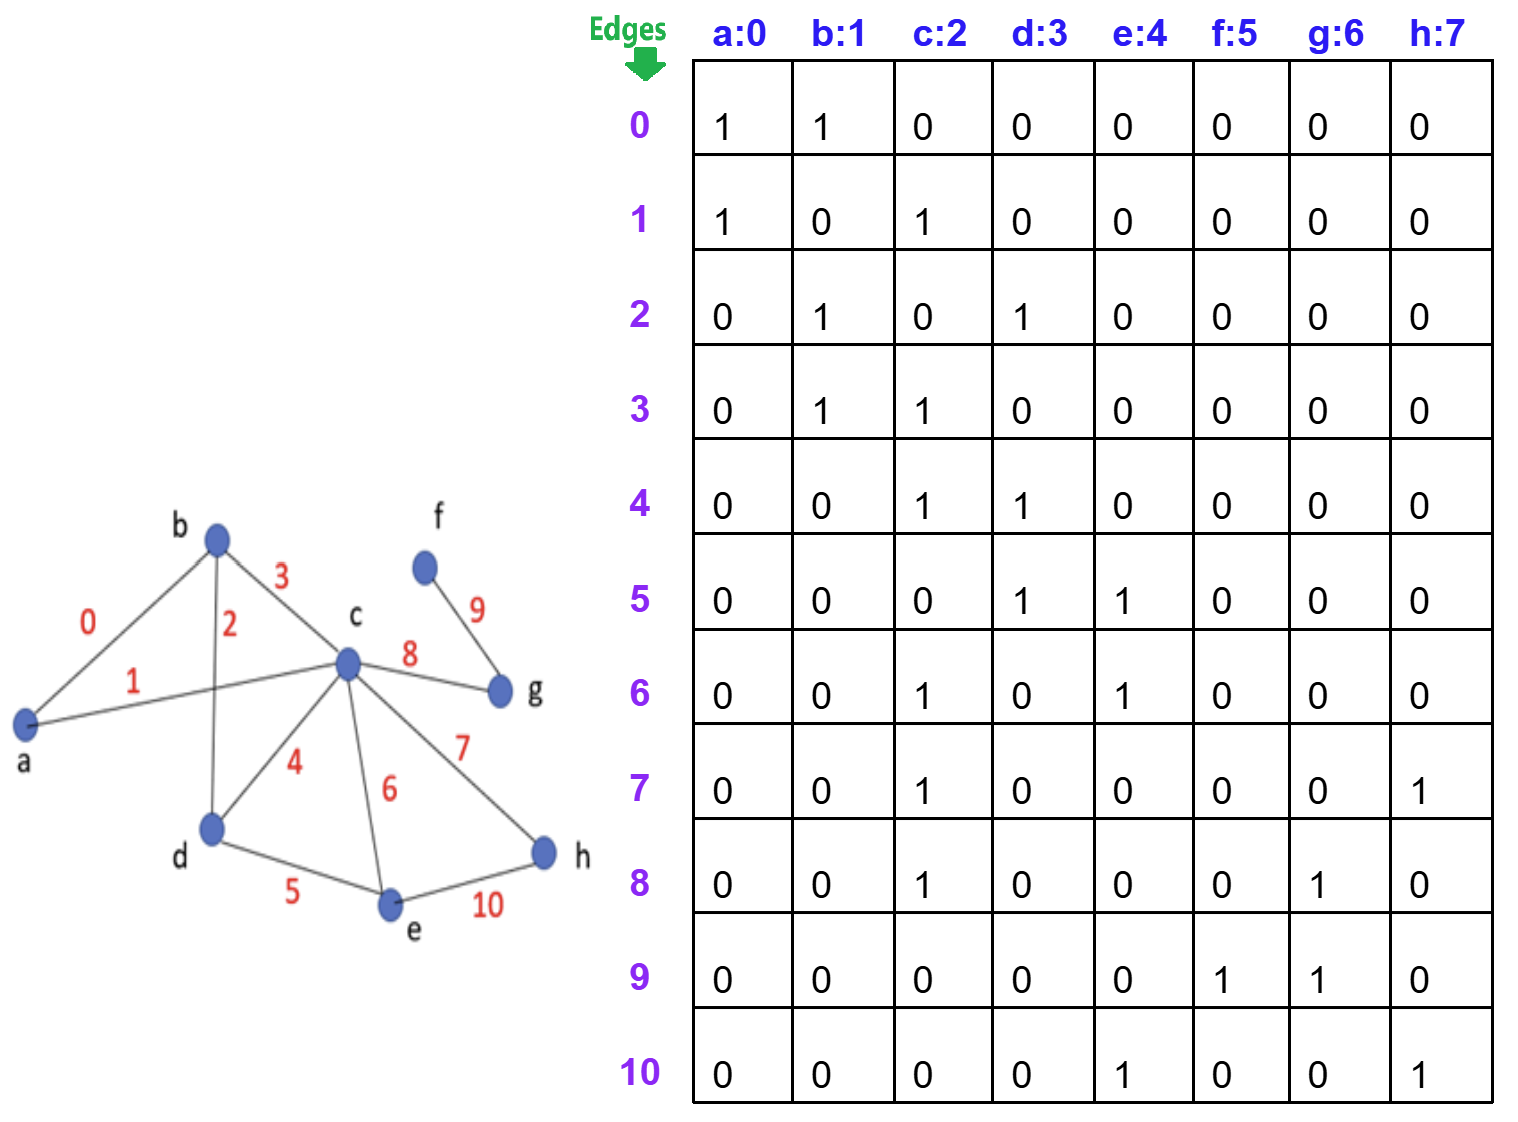 Edges a:0 b:1 c:2 d:3 e:4 f:5 g:6 h:7
0 1 1 0 0 0 0 0 0
1 1 0 1 0 0 0 0 0
2 0 1 0 1 0 0 0 0
3 0 1 1 0 0 0 0 0
4 0 0 1 1 0 0 0 0
5 0 0 0 1 1 0 0 0
6 0 0 1 0 1 0 0 0
7 0 0 1 0 0 0 0 1
8 0 0 1 0 0 0 1 0
9 0 0 0 0 0 1 1 0
10 0 0 0 0 1 0 0 1
f
b
3
9
c
0
2
8
1
g
7
a
4
6
d
h
5
10
e